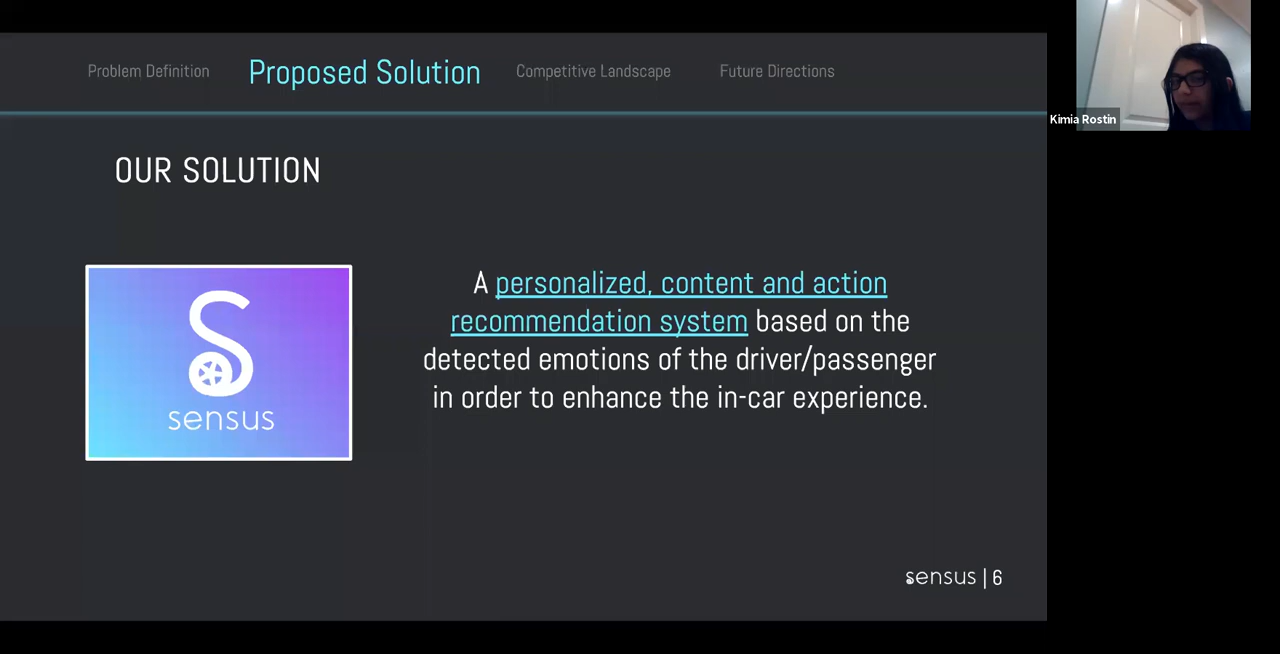 Problem Definition Proposed Solution Competitive Landscape Future Directions
Kimia Rostin
OUR SOLUTION
A personalized, content and action
recommendation system based on the
detected emotions of the driver/passenger
in order to enhance the in-car experience.
sensus
sensus | 6